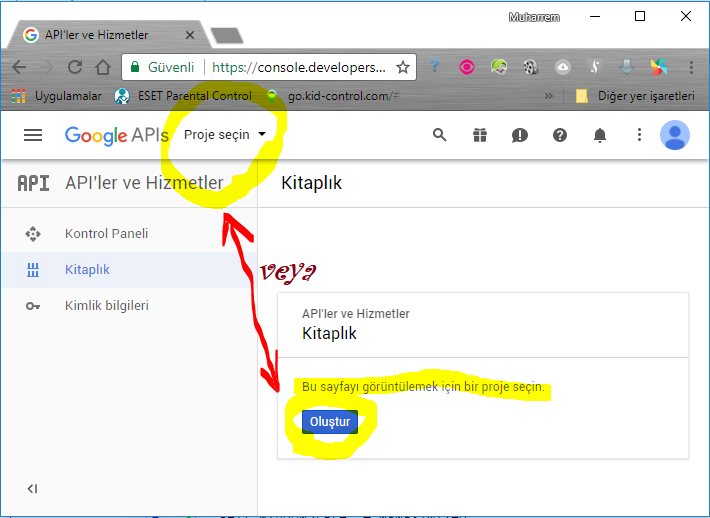 Muharrem
API'ler ve Hizmetler
Güvenli
https://console.developers...
Uygulamalar
ESET Parental Control
go.kid-control.com/#
»
Diğer yer işaretleri
Google APIs
Proje seçin
API
API'ler ve Hizmetler
Kitaplık
Kontrol Paneli
Kitaplık
Kimlik bilgileri
veya
API'ler ve Hizmetler
Kitaplık
Bu sayfayı görüntülemek için bir proje seçin.
Oluştur